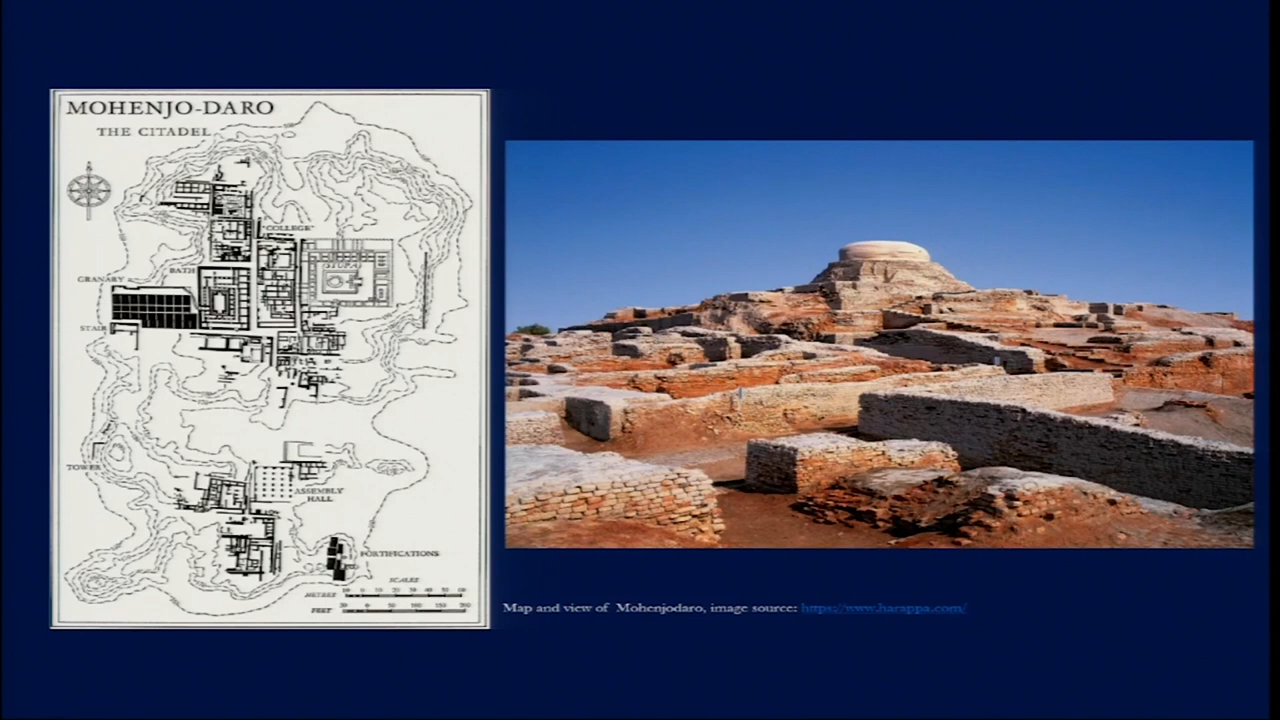 MOHENJO-DARO
THE CITADEL
"COLLEGE"
STUPA
BATH
GRANARY
STAIR
TOWER
ASSEMBLY
HALL
FORTIFICATIONS
SCALES
METRES
FEET
Map and view of Mohenjodaro, image source: https://www.harappa.com/